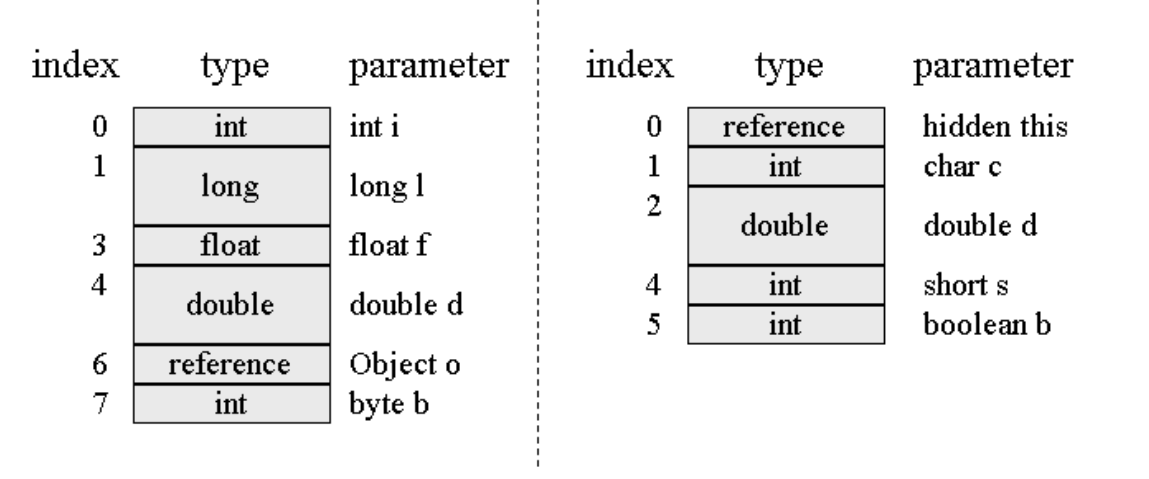 index type parameter
0 int int i
1 long long l
3 float float f
4 double double d
6 reference Object o
7 int byte b
index type parameter
0 reference hidden this
1 int char c
2 double double d
4 int short s
5 int boolean b